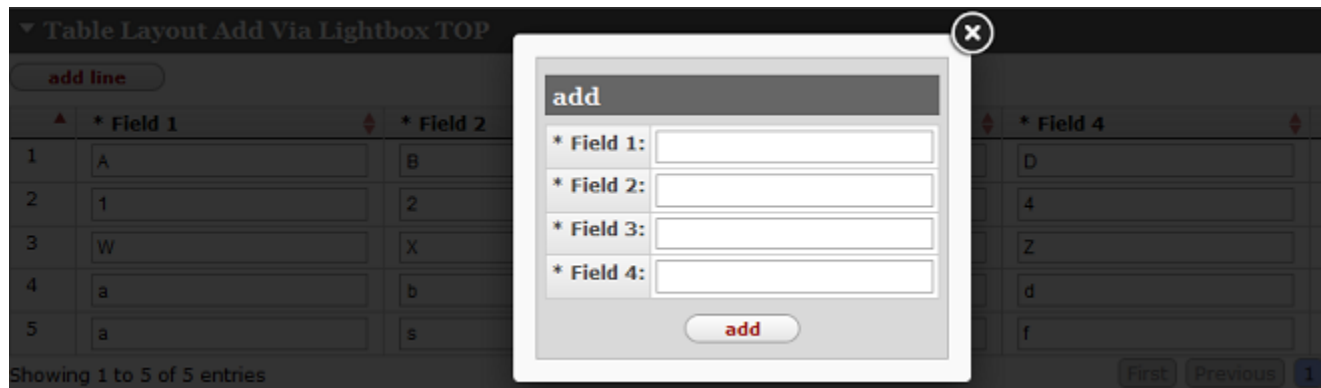 ▼ Table Layout Add Via Lightbox TOP
add line
* Field 1 * Field 2 * Field 4
1 A B D
2 1 2 4
3 W X Z
4 a b d
5 a s f
Showing 1 to 5 of 5 entries
First Previous 1
add
* Field 1:
* Field 2:
* Field 3:
* Field 4:
add